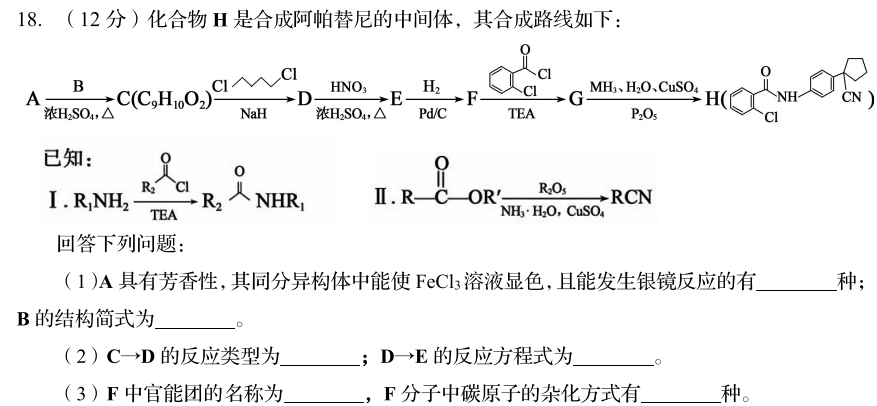 18. （12分）化合物H是合成阿帕替尼的中间体，其合成路线如下：
A B 浓H₂SO₄,△ C(C₉H₁₀O₂) Cl Cl NaH D HNO₃ 浓H₂SO₄,△ E H₂ Pd/C F O Cl Cl TEA G MH₃、H₂O、CuSO₄ P₂O₅ H( O NH Cl CN )
已知：
Ⅰ. R₁NH₂ O R₂ Cl TEA R₂ O NHR₁ Ⅱ. R—C(=O)—OR′ R₂O₅ NH₃·H₂O，CuSO₄ RCN
回答下列问题：
（1)A具有芳香性，其同分异构体中能使FeCl₃溶液显色，且能发生银镜反应的有________种；
B的结构简式为________。
（2）C→D的反应类型为________；D→E的反应方程式为________。
（3）F中官能团的名称为________，F分子中碳原子的杂化方式有________种。